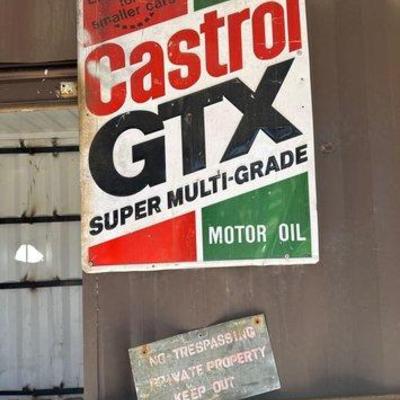 smaller cars
Castrol
GTX
SUPER MULTI-GRADE
MOTOR OIL
NO TRESPASSING
PRIVATE PROPERTY
KEEP OUT